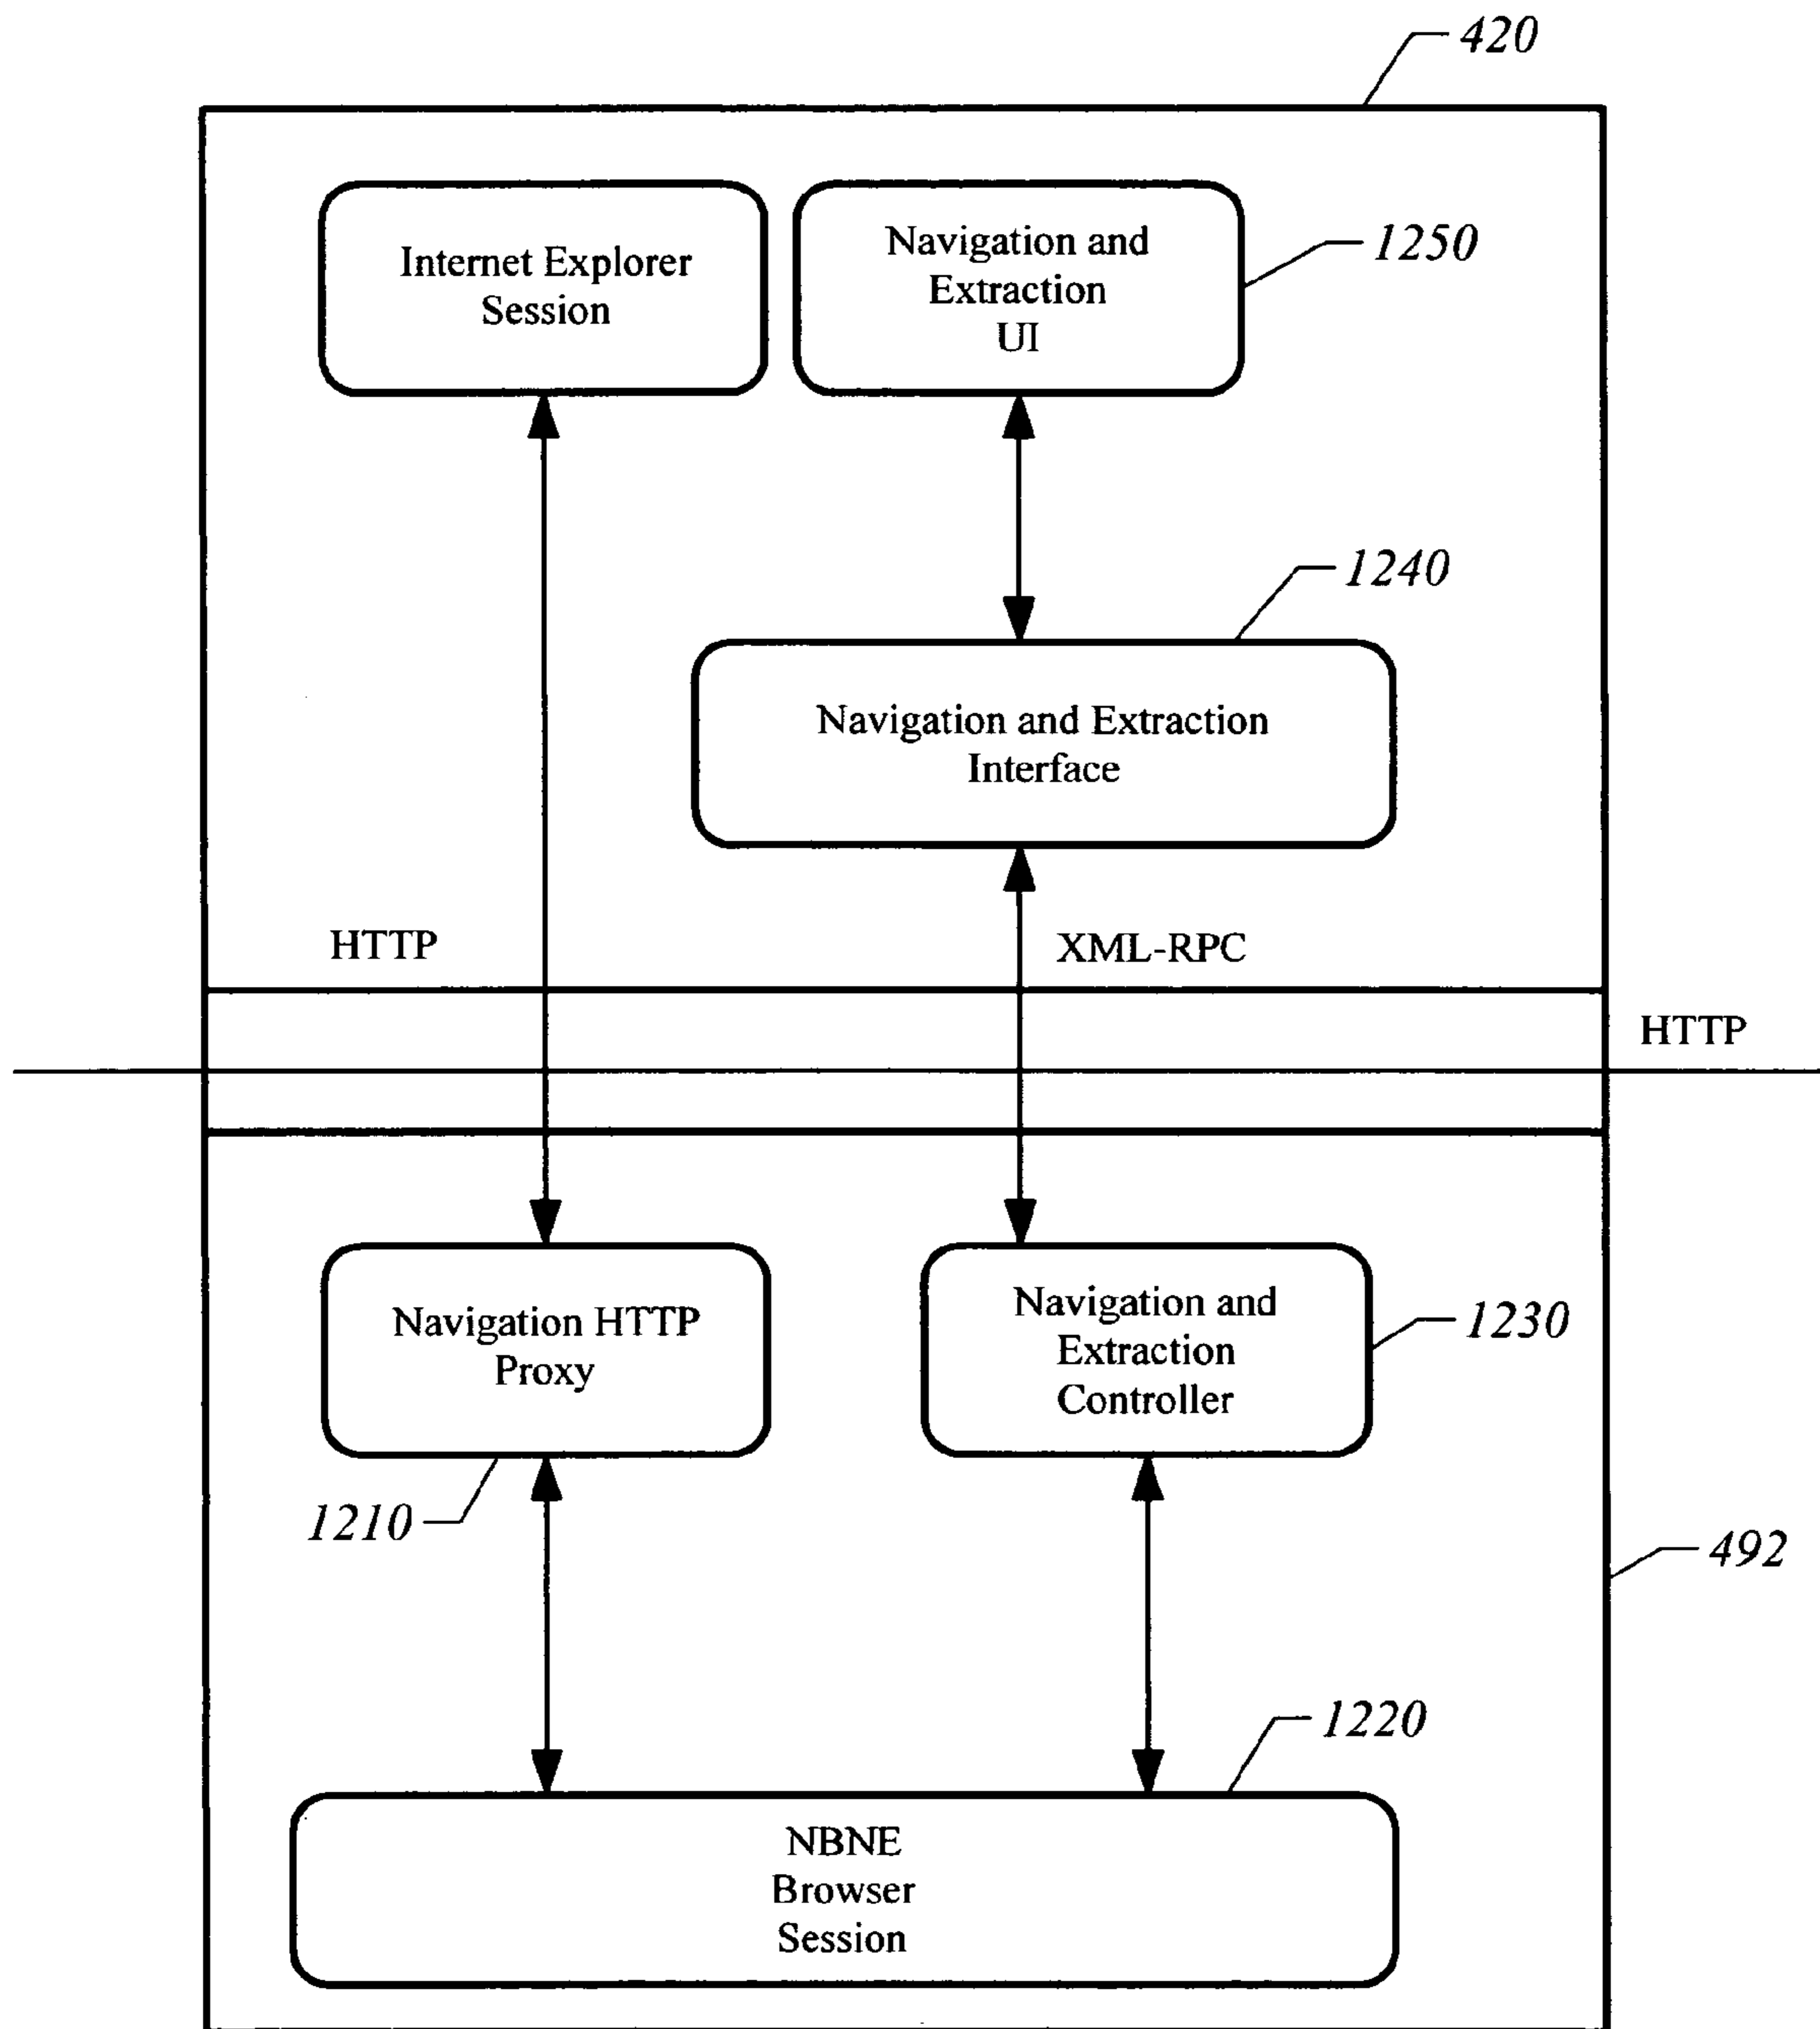 420
Internet Explorer
Session
Navigation and
Extraction
UI
1250
1240
Navigation and Extraction
Interface
HTTP
XML-RPC
HTTP
Navigation HTTP
Proxy
Navigation and
Extraction
Controller
1230
1210
492
1220
NBNE
Browser
Session